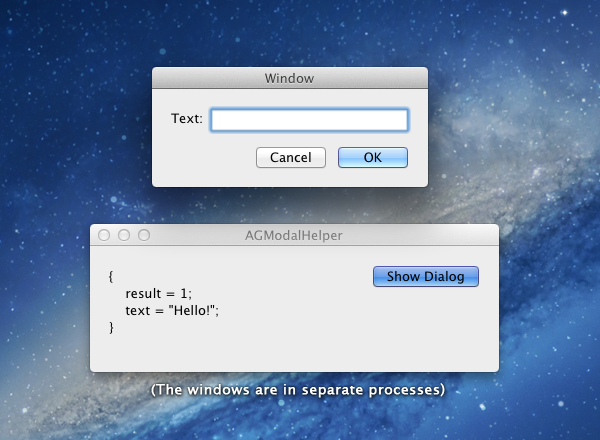 Window
Text:
Cancel OK
AGModalHelper
Show Dialog
{
result = 1;
text = "Hello!";
}
(The windows are in separate processes)